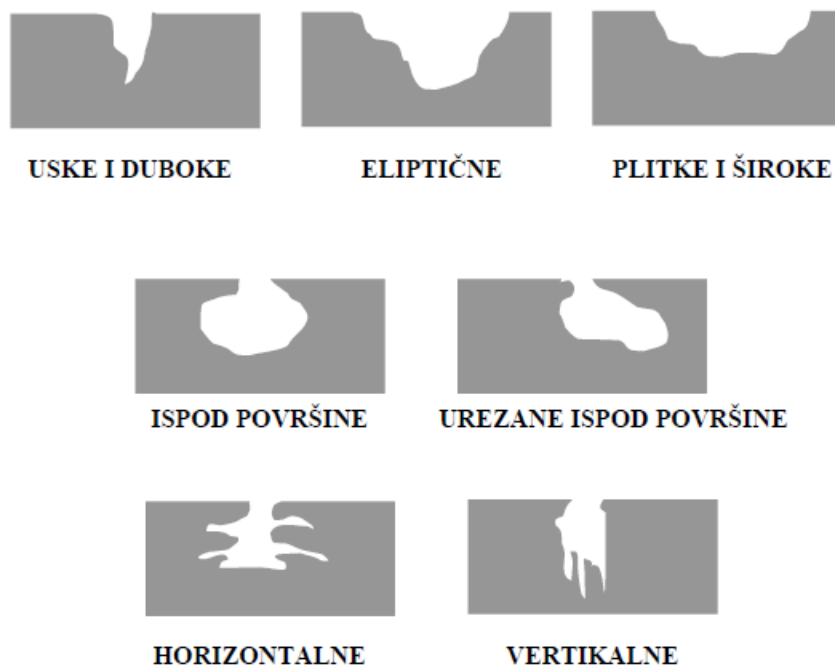 USKE I DUBOKE
ELIPTIČNE
PLITKE I ŠIROKE
ISPOD POVRŠINE
UREZANE ISPOD POVRŠINE
HORIZONTALNE
VERTIKALNE